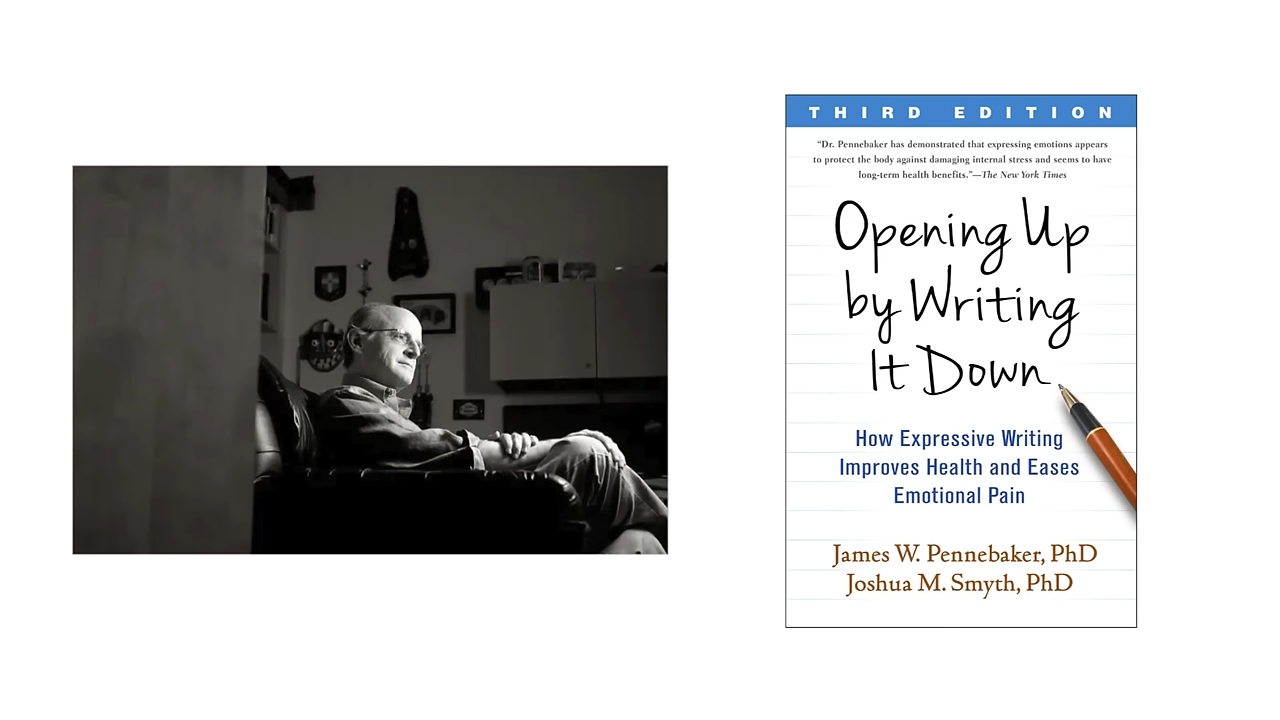 THIRD EDITION
“Dr. Pennebaker has demonstrated that expressing emotions appears
to protect the body against damaging internal stress and seems to have
long-term health benefits.”—The New York Times
Opening Up
by Writing
It Down
How Expressive Writing
Improves Health and Eases
Emotional Pain
James W. Pennebaker, PhD
Joshua M. Smyth, PhD